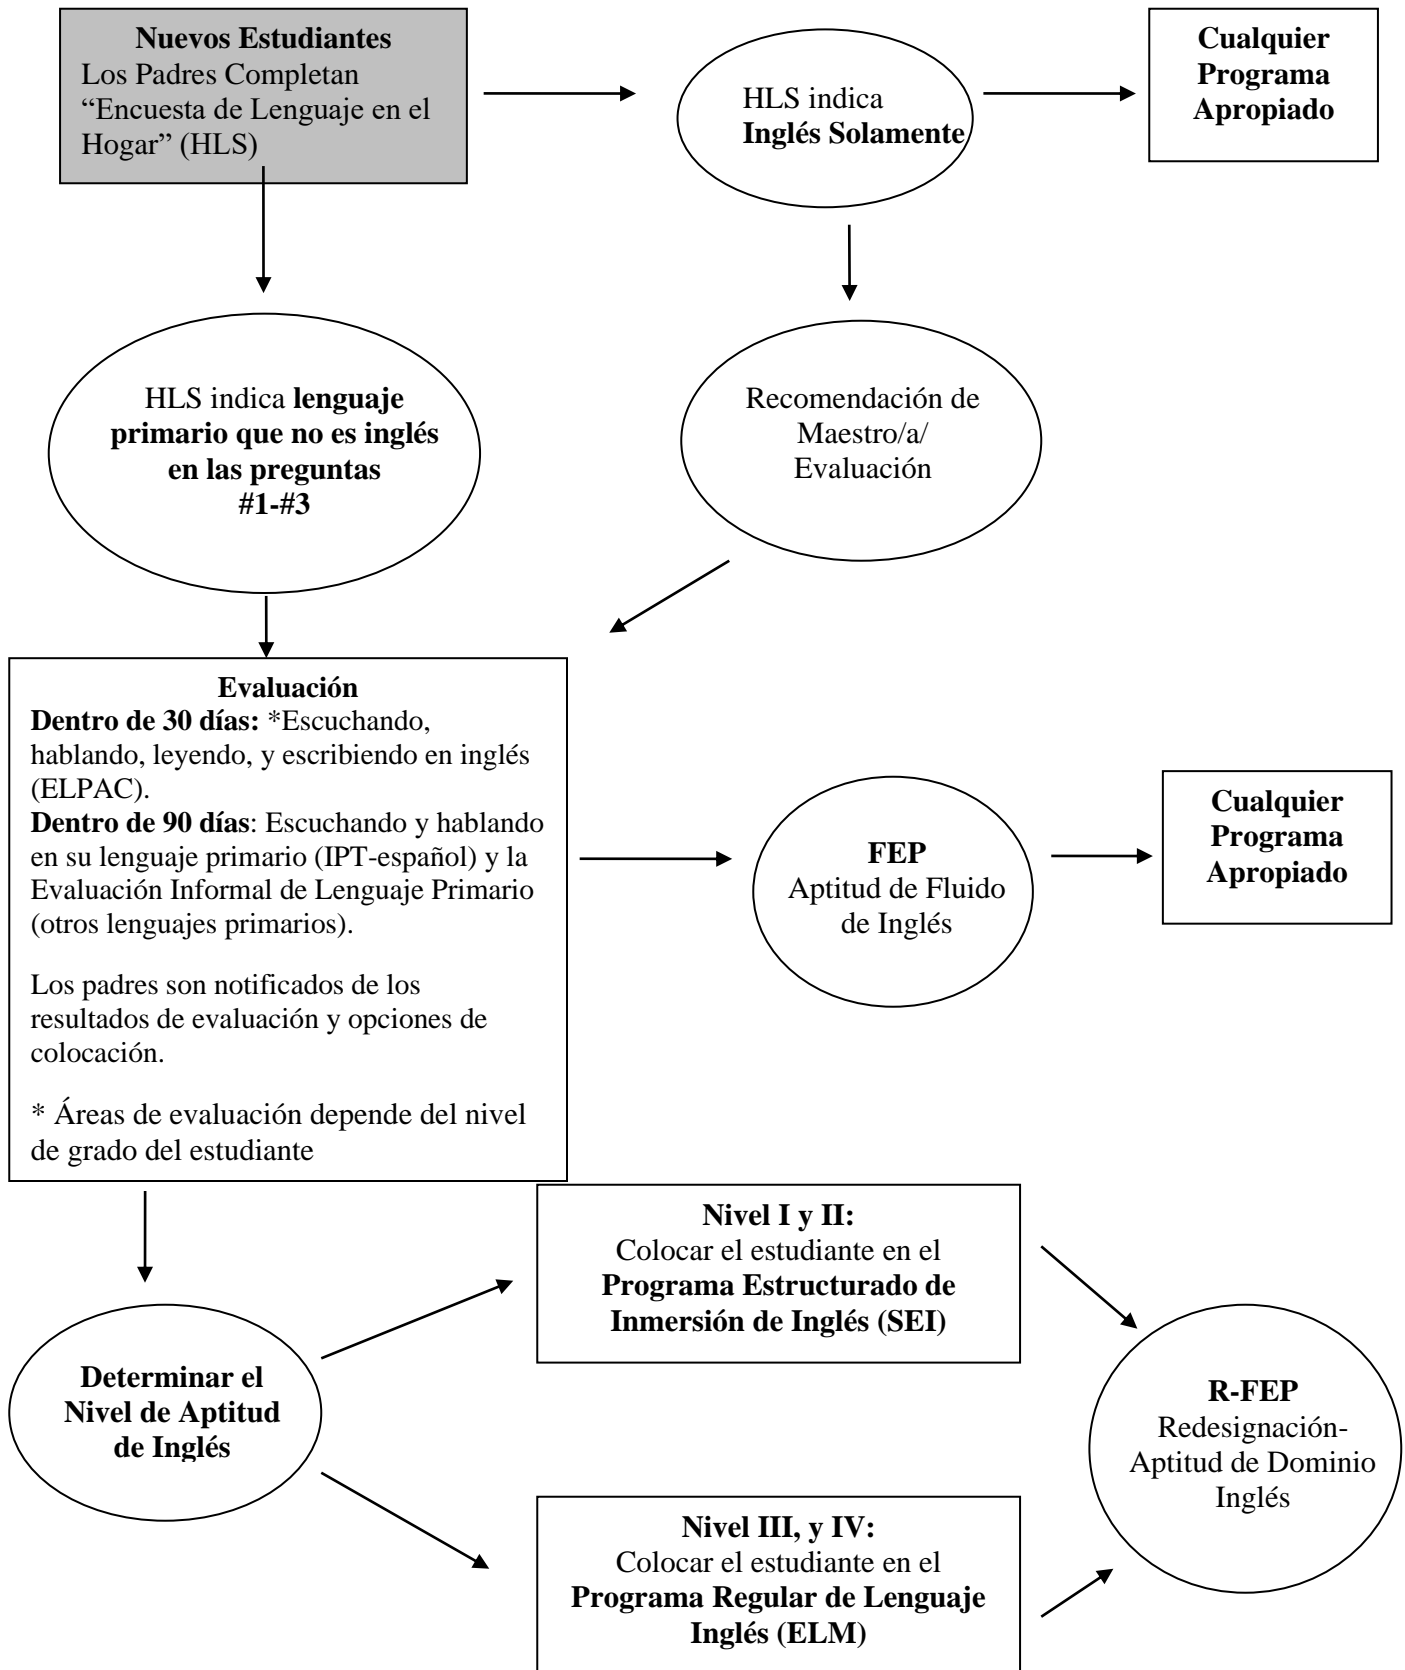 Nuevos Estudiantes
Los Padres Completan
“Encuesta de Lenguaje en el
Hogar” (HLS)
HLS indica
Inglés Solamente
Cualquier
Programa
Apropiado
HLS indica lenguaje
primario que no es inglés
en las preguntas
#1-#3
Recomendación de
Maestro/a/
Evaluación
Evaluación
Dentro de 30 días: *Escuchando,
hablando, leyendo, y escribiendo en inglés
(ELPAC).
Dentro de 90 días: Escuchando y hablando
en su lenguaje primario (IPT-español) y la
Evaluación Informal de Lenguaje Primario
(otros lenguajes primarios).
Los padres son notificados de los
resultados de evaluación y opciones de
colocación.
* Áreas de evaluación depende del nivel
de grado del estudiante
FEP
Aptitud de Fluido
de Inglés
Cualquier
Programa
Apropiado
Determinar el
Nivel de Aptitud
de Inglés
Nivel I y II:
Colocar el estudiante en el
Programa Estructurado de
Inmersión de Inglés (SEI)
Nivel III, y IV:
Colocar el estudiante en el
Programa Regular de Lenguaje
Inglés (ELM)
R-FEP
Redesignación-
Aptitud de Dominio
Inglés